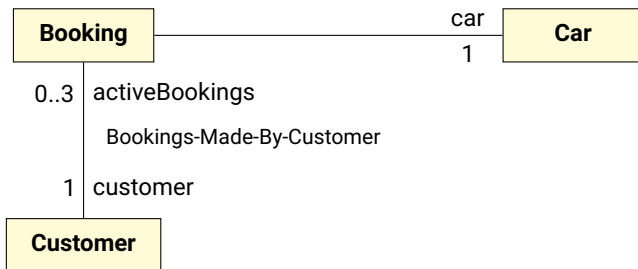 Booking
car
1
Car
0..3
activeBookings
Bookings-Made-By-Customer
1
customer
Customer